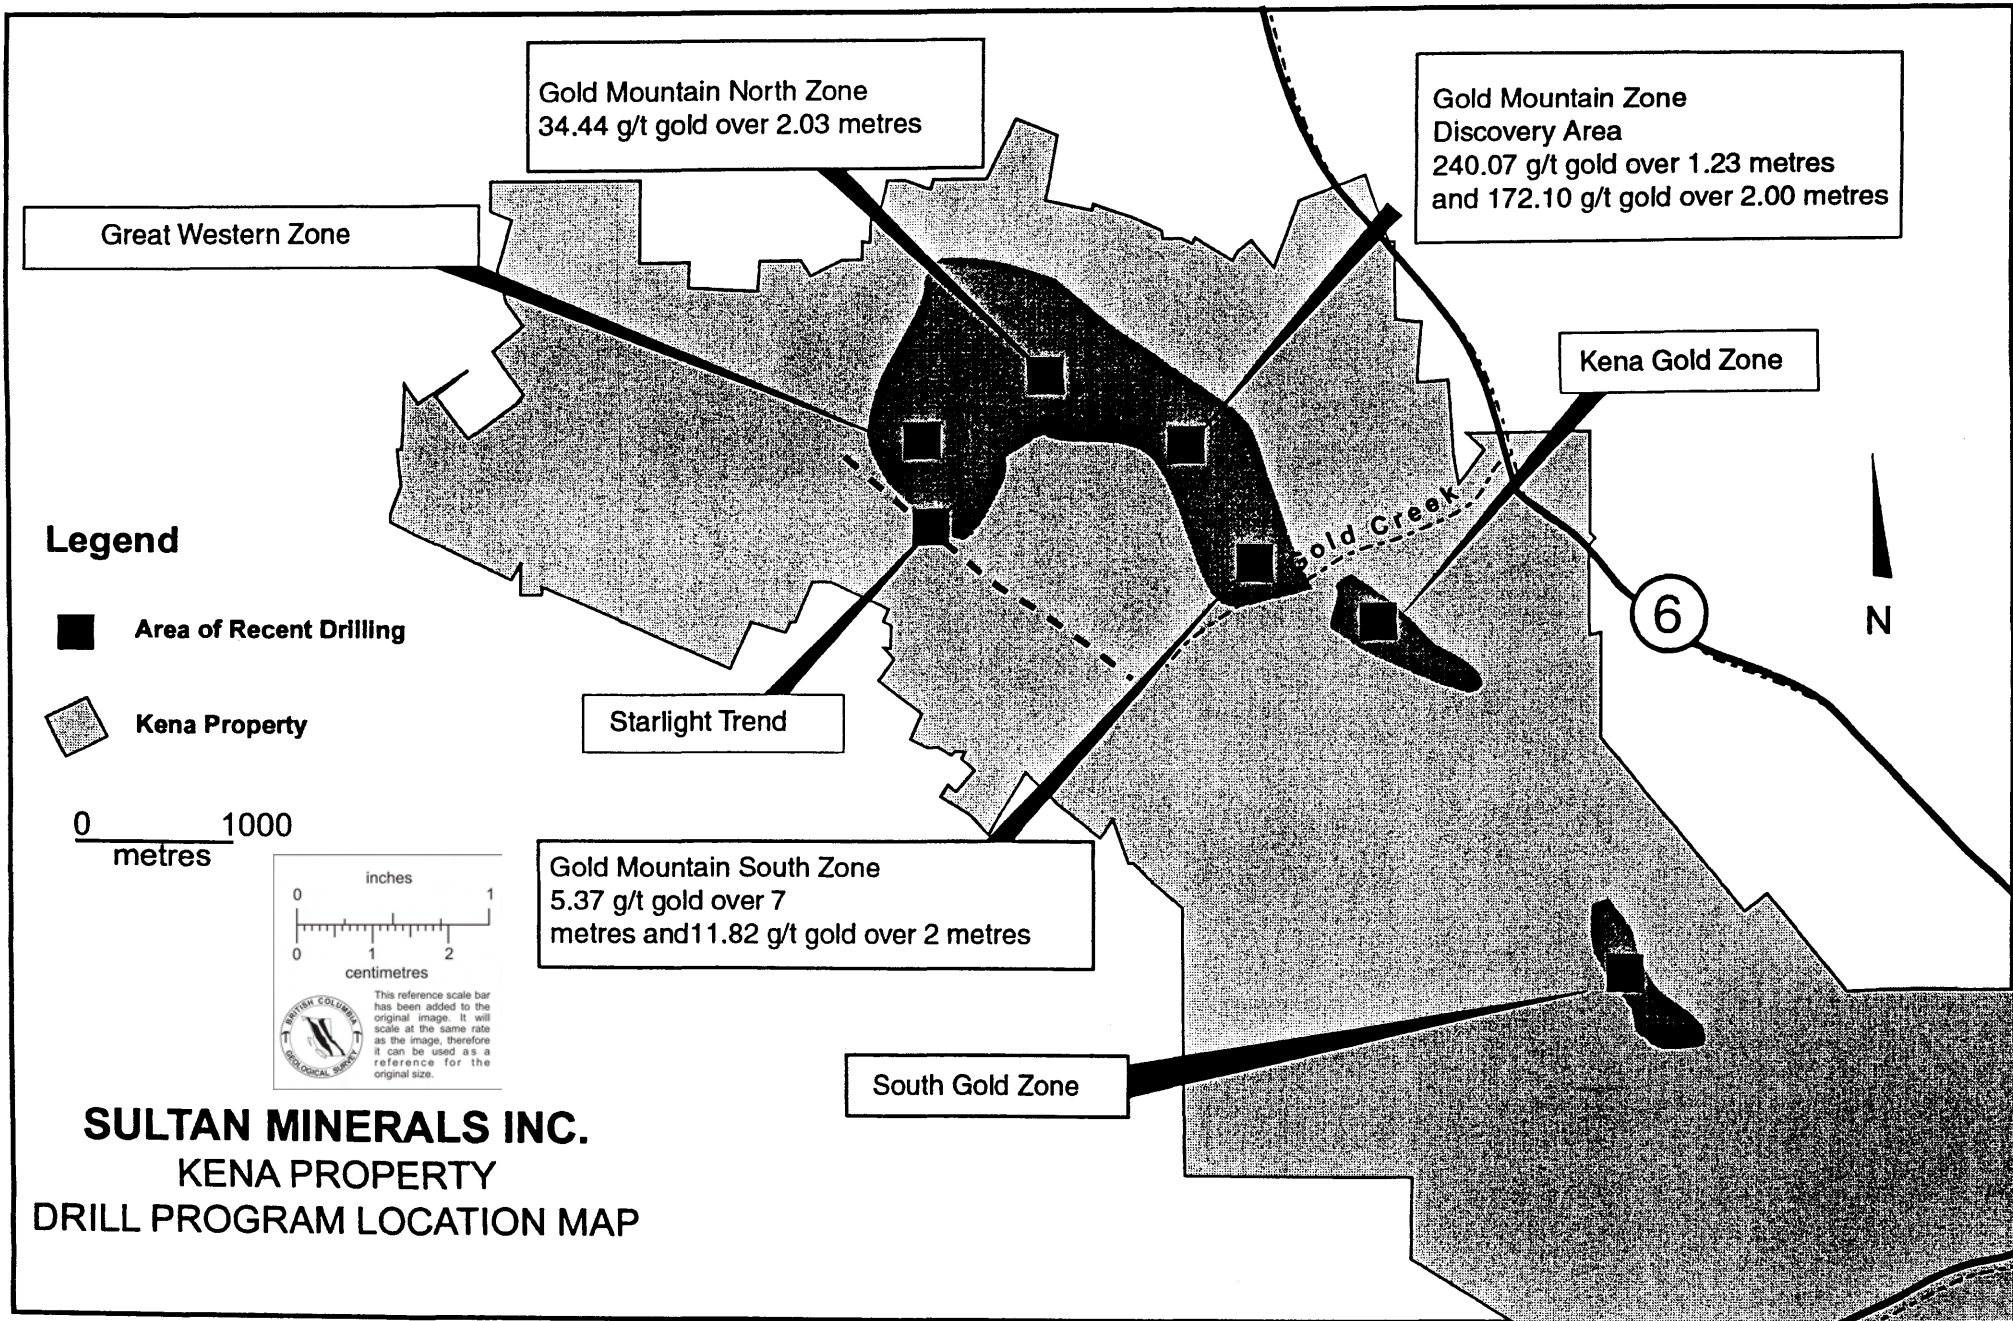 Gold Mountain North Zone
34.44 g/t gold over 2.03 metres
Gold Mountain Zone
Discovery Area
240.07 g/t gold over 1.23 metres
and 172.10 g/t gold over 2.00 metres
Great Western Zone
Kena Gold Zone
Gold Creek
6
N
Legend
Area of Recent Drilling
Kena Property
0 1000
metres
Starlight Trend
Gold Mountain South Zone
5.37 g/t gold over 7
metres and11.82 g/t gold over 2 metres
inches
0 1
0 1 2
centimetres
BRITISH COLUMBIA
GEOLOGICAL SURVEY
This reference scale bar
has been added to the
original image. It will
scale at the same rate
as the image, therefore
it can be used as a
reference for the
original size.
South Gold Zone
SULTAN MINERALS INC.
KENA PROPERTY
DRILL PROGRAM LOCATION MAP